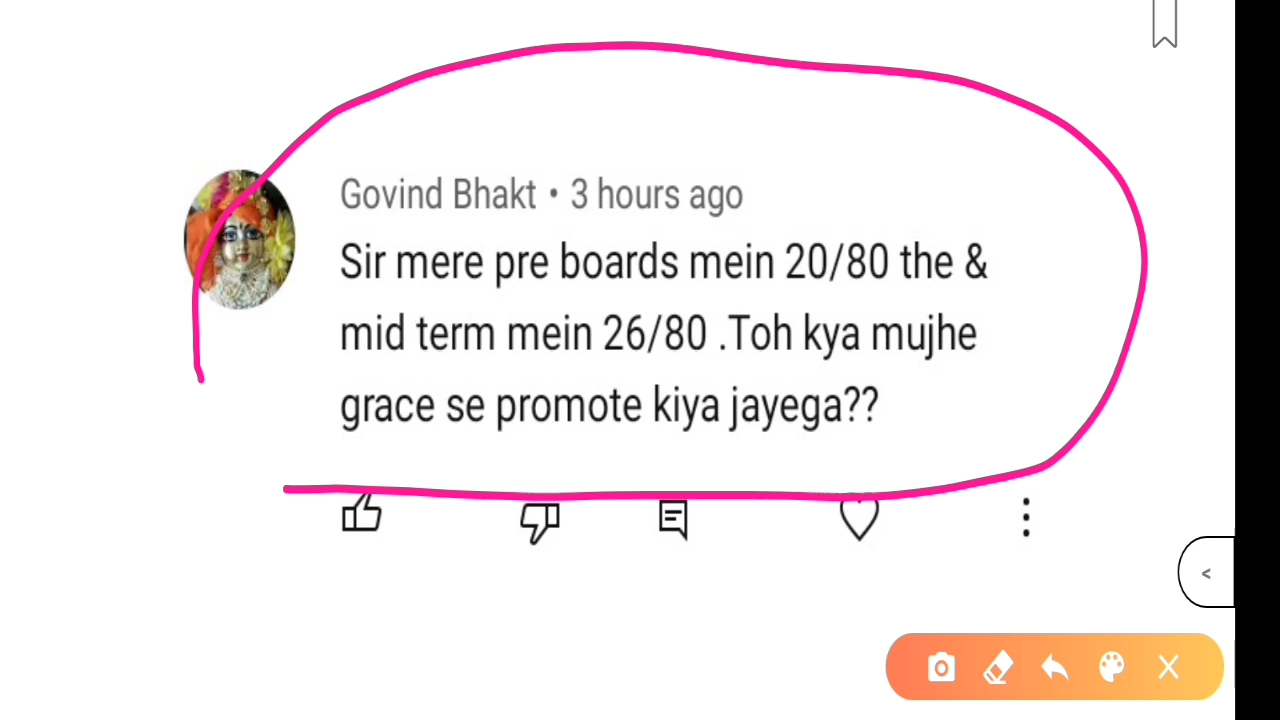 Govind Bhakt • 3 hours ago
Sir mere pre boards mein 20/80 the &
mid term mein 26/80 .Toh kya mujhe
grace se promote kiya jayega??